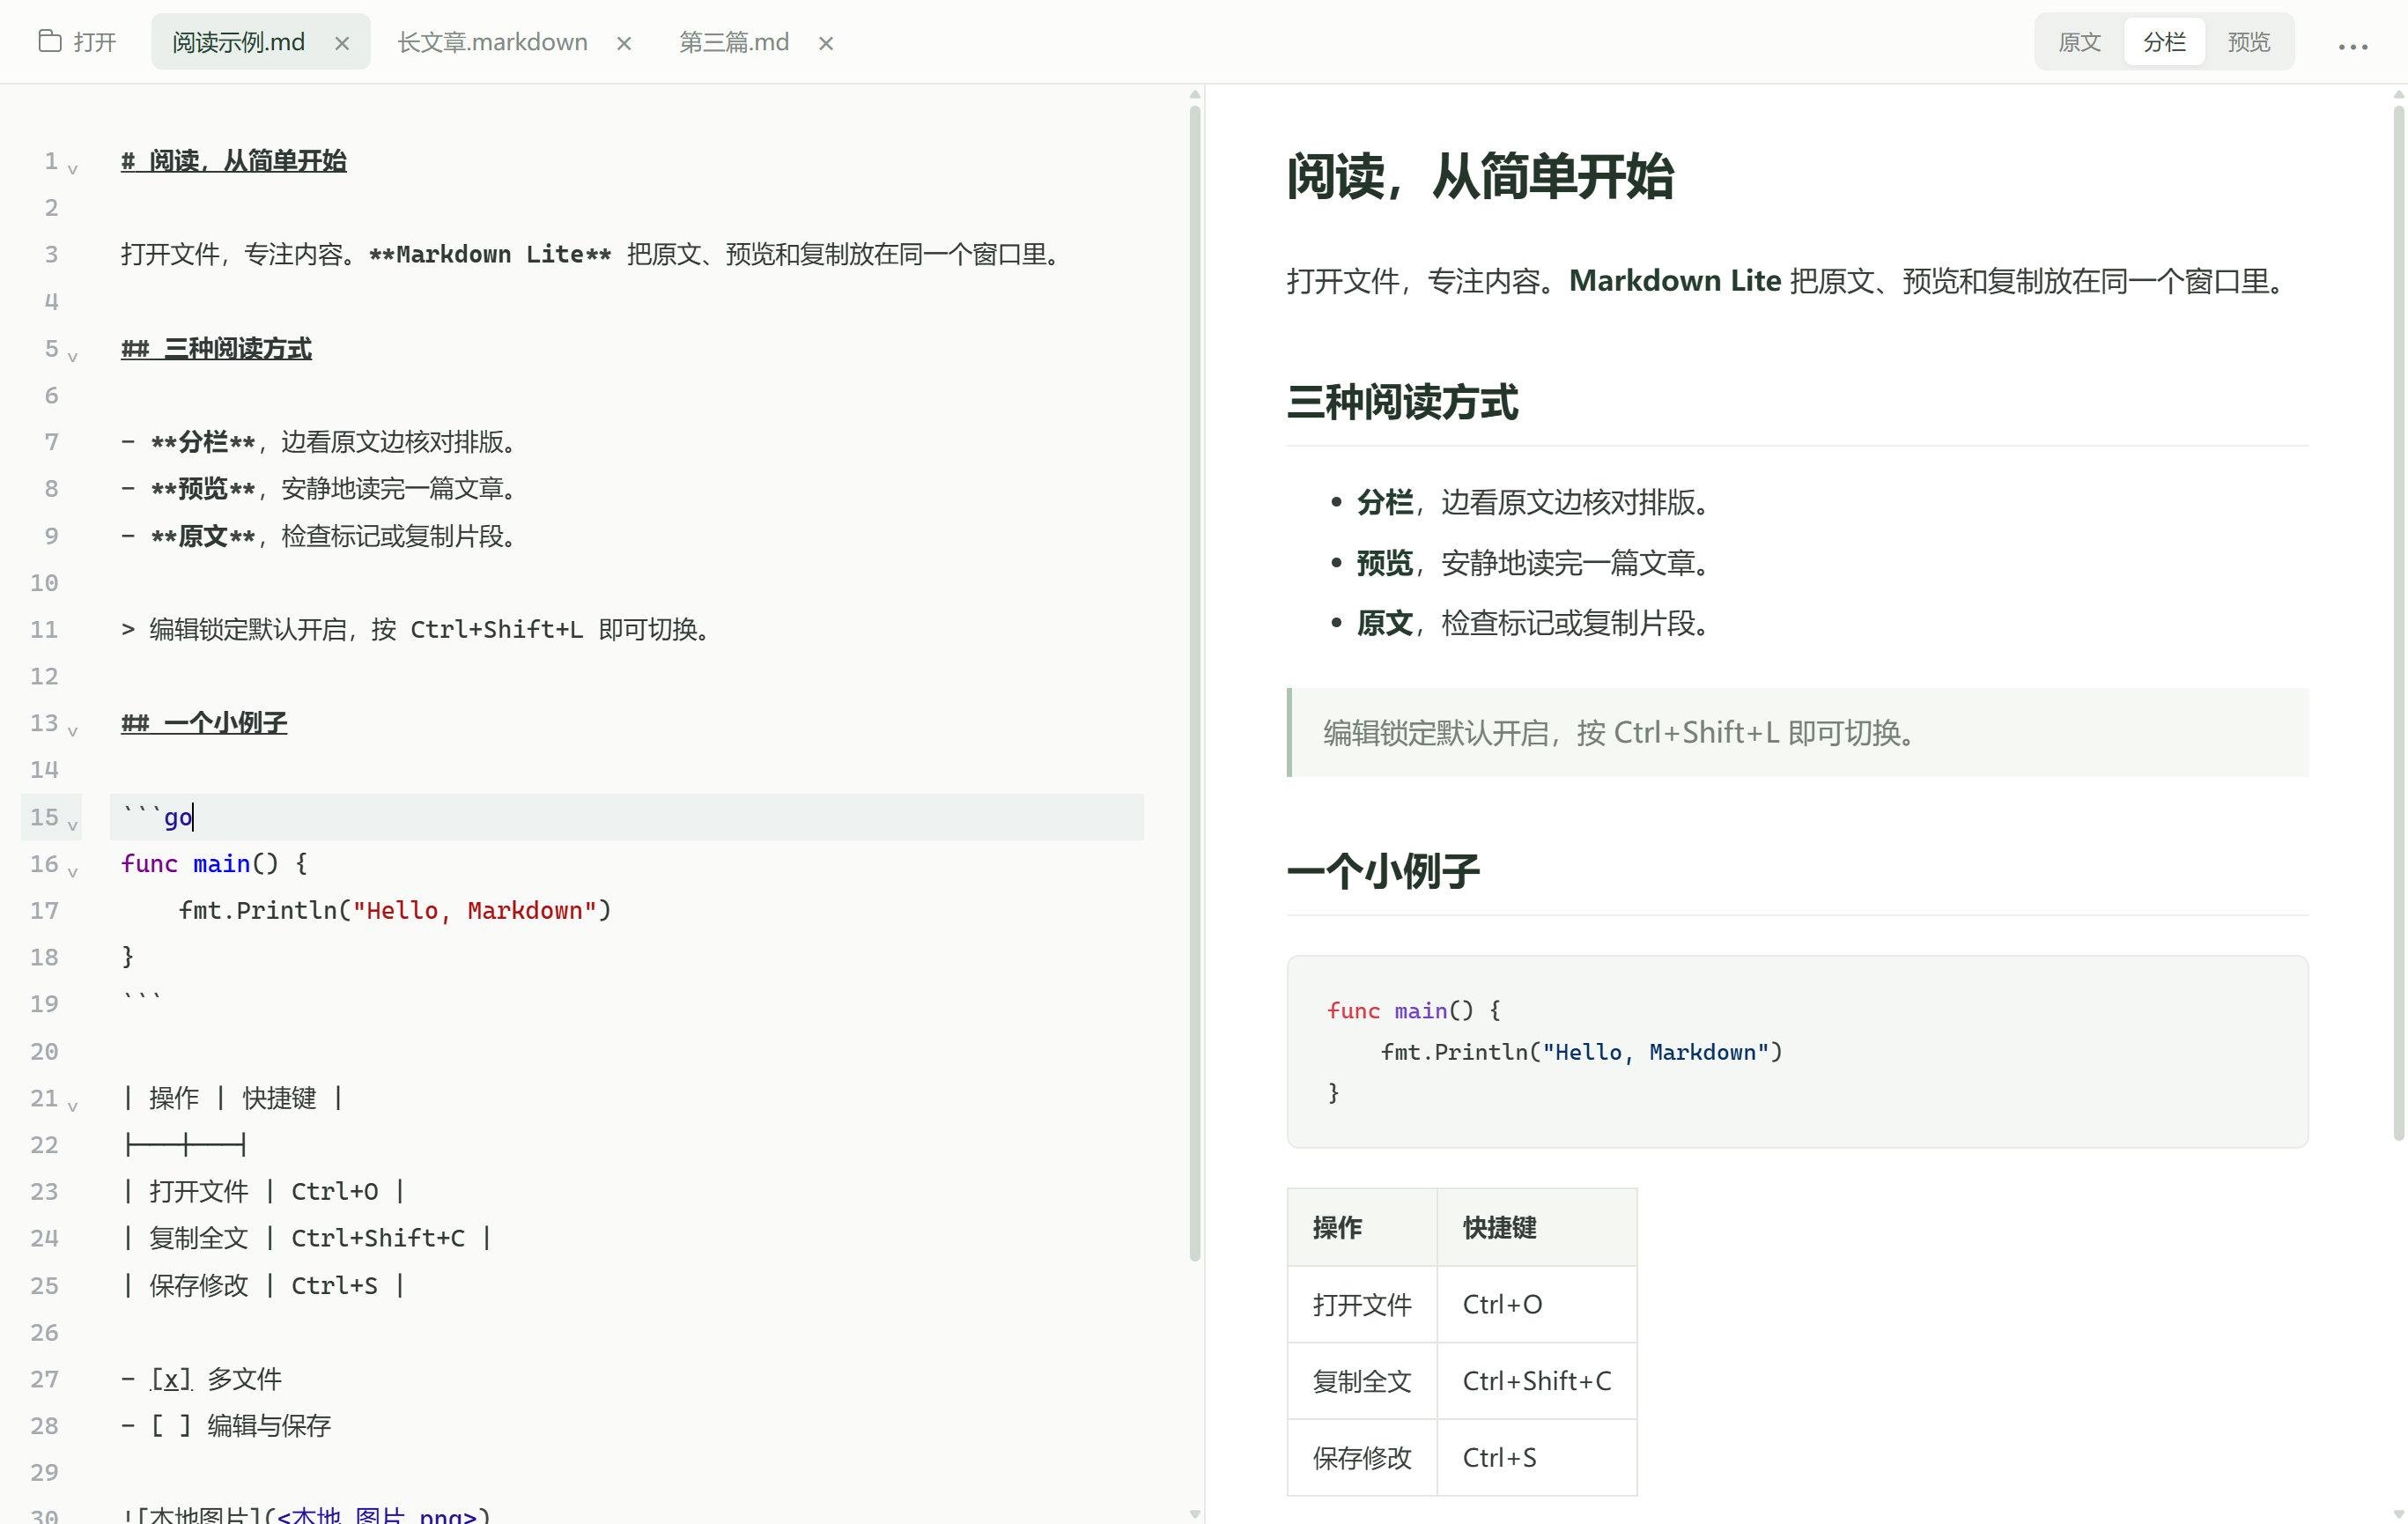 打开 阅读示例.md × 长文章.markdown × 第三篇.md × 原文 分栏 预览 ...
1 # 阅读，从简单开始
2
3 打开文件，专注内容。**Markdown Lite** 把原文、预览和复制放在同一个窗口里。
4
5 ## 三种阅读方式
6
7 - **分栏**，边看原文边核对排版。
8 - **预览**，安静地读完一篇文章。
9 - **原文**，检查标记或复制片段。
10
11 > 编辑锁定默认开启，按 Ctrl+Shift+L 即可切换。
12
13 ## 一个小例子
14
15 ```go
16 func main() {
17     fmt.Println("Hello, Markdown")
18 }
19 ```
20
21 | 操作 | 快捷键 |
22 |---|---|
23 | 打开文件 | Ctrl+O |
24 | 复制全文 | Ctrl+Shift+C |
25 | 保存修改 | Ctrl+S |
26
27 - [x] 多文件
28 - [ ] 编辑与保存
29
30 ![本地图片](<本地 图片.png>)
阅读，从简单开始
打开文件，专注内容。Markdown Lite 把原文、预览和复制放在同一个窗口里。
三种阅读方式
• 分栏，边看原文边核对排版。
• 预览，安静地读完一篇文章。
• 原文，检查标记或复制片段。
编辑锁定默认开启，按 Ctrl+Shift+L 即可切换。
一个小例子
func main() {
    fmt.Println("Hello, Markdown")
}
操作 快捷键
打开文件 Ctrl+O
复制全文 Ctrl+Shift+C
保存修改 Ctrl+S